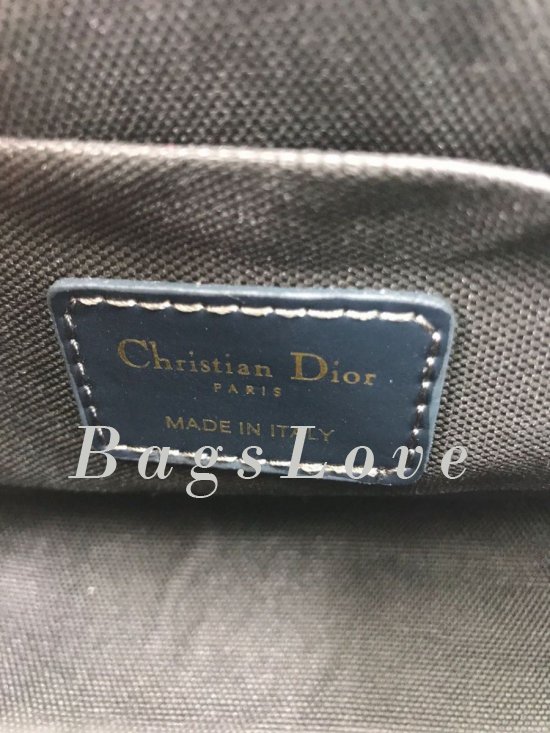 Christian Dior
PARIS
MADE IN ITALY
BagsLove